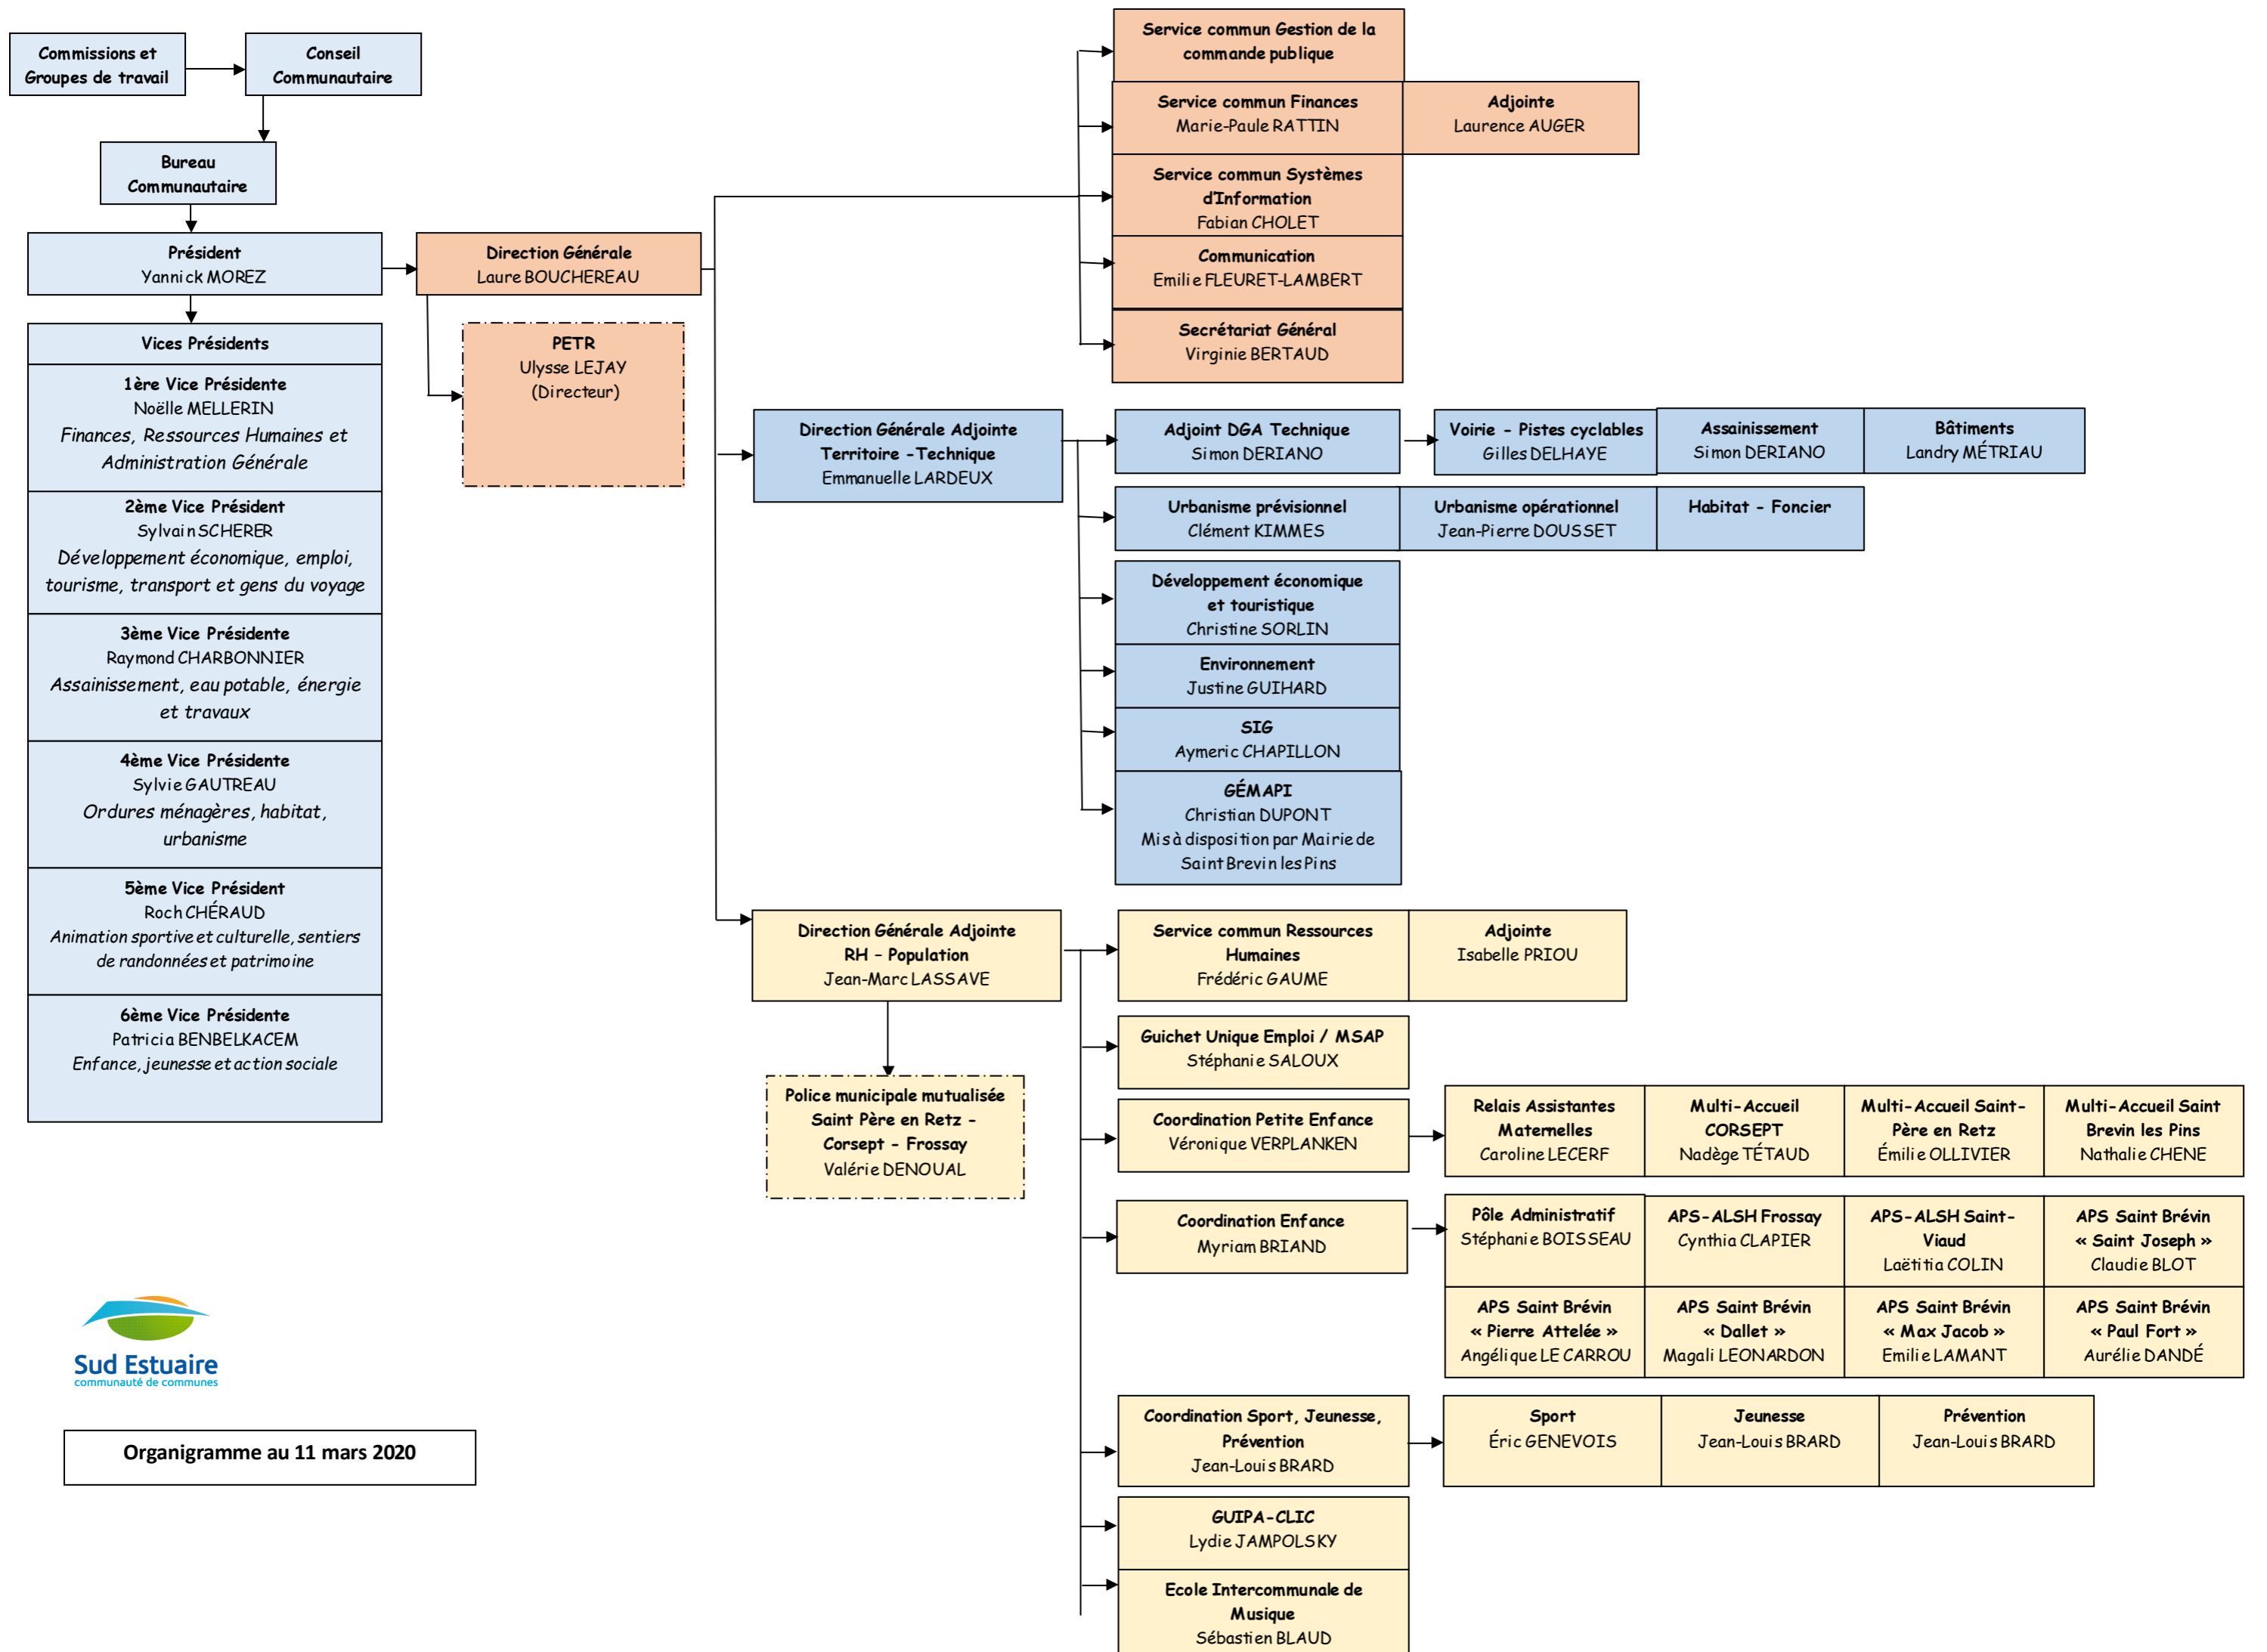 Commissions et
Groupes de travail
Conseil
Communautaire
Bureau
Communautaire
Président
Yannick MOREZ
Vices Présidents
1ère Vice Présidente
Noëlle MELLERIN
Finances, Ressources Humaines et
Administration Générale
2ème Vice Président
Sylvain SCHERER
Développement économique, emploi,
tourisme, transport et gens du voyage
3ème Vice Présidente
Raymond CHARBONNIER
Assainissement, eau potable, énergie
et travaux
4ème Vice Présidente
Sylvie GAUTREAU
Ordures ménagères, habitat,
urbanisme
5ème Vice Président
Roch CHÉRAUD
Animation sportive et culturelle, sentiers
de randonnées et patrimoine
6ème Vice Présidente
Patricia BENBELKACEM
Enfance, jeunesse et action sociale
Direction Générale
Laure BOUCHEREAU
PETR
Ulysse LEJAY
(Directeur)
Service commun Gestion de la
commande publique
Service commun Finances
Marie-Paule RATTIN
Adjointe
Laurence AUGER
Service commun Systèmes
d'Information
Fabian CHOLET
Communication
Emilie FLEURET-LAMBERT
Secrétariat Général
Virginie BERTAUD
Direction Générale Adjointe
Territoire -Technique
Emmanuelle LARDEUX
Adjoint DGA Technique
Simon DERIANO
Voirie - Pistes cyclables
Gilles DELHAYE
Assainissement
Simon DERIANO
Bâtiments
Landry MÉTRIAU
Urbanisme prévisionnel
Clément KIMMES
Urbanisme opérationnel
Jean-Pierre DOUSSET
Habitat - Foncier
Développement économique
et touristique
Christine SORLIN
Environnement
Justine GUIHARD
SIG
Aymeric CHAPILLON
GÉMAPI
Christian DUPONT
Mis à disposition par Mairie de
Saint Brevin les Pins
Direction Générale Adjointe
RH – Population
Jean-Marc LASSAVE
Police municipale mutualisée
Saint Père en Retz -
Corsept - Frossay
Valérie DENOUAL
Service commun Ressources
Humaines
Frédéric GAUME
Adjointe
Isabelle PRIOU
Guichet Unique Emploi / MSAP
Stéphanie SALOUX
Coordination Petite Enfance
Véronique VERPLANKEN
Relais Assistantes
Maternelles
Caroline LECERF
Multi-Accueil
CORSEPT
Nadège TÉTAUD
Multi-Accueil Saint-
Père en Retz
Émilie OLLIVIER
Multi-Accueil Saint
Brevin les Pins
Nathalie CHENE
Coordination Enfance
Myriam BRIAND
Pôle Administratif
Stéphanie BOISSEAU
APS-ALSH Frossay
Cynthia CLAPIER
APS-ALSH Saint-
Viaud
Laëtitia COLIN
APS Saint Brévin
« Saint Joseph »
Claudie BLOT
APS Saint Brévin
« Pierre Attelée »
Angélique LE CARROU
APS Saint Brévin
« Dallet »
Magali LEONARDON
APS Saint Brévin
« Max Jacob »
Emilie LAMANT
APS Saint Brévin
« Paul Fort »
Aurélie DANDÉ
Coordination Sport, Jeunesse,
Prévention
Jean-Louis BRARD
Sport
Éric GENEVOIS
Jeunesse
Jean-Louis BRARD
Prévention
Jean-Louis BRARD
GUIPA-CLIC
Lydie JAMPOLSKY
Ecole Intercommunale de
Musique
Sébastien BLAUD
Sud Estuaire
communauté de communes
Organigramme au 11 mars 2020